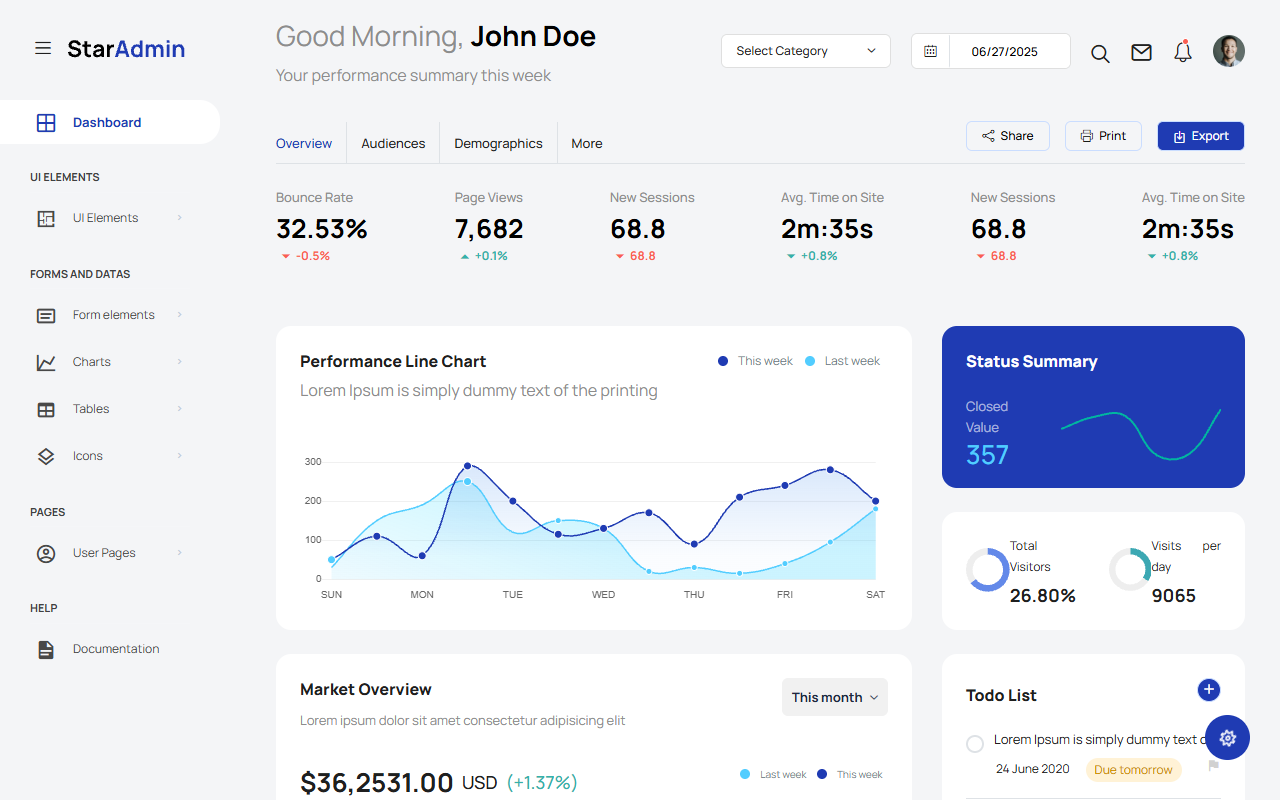 StarAdmin
Good Morning, John Doe
Your performance summary this week
Select Category
06/27/2025
Dashboard
UI ELEMENTS
UI Elements
FORMS AND DATAS
Form elements
Charts
Tables
Icons
PAGES
User Pages
HELP
Documentation
Overview
Audiences
Demographics
More
Share
Print
Export
Bounce Rate
32.53%
-0.5%
Page Views
7,682
+0.1%
New Sessions
68.8
68.8
Avg. Time on Site
2m:35s
+0.8%
New Sessions
68.8
68.8
Avg. Time on Site
2m:35s
+0.8%
Performance Line Chart
Lorem Ipsum is simply dummy text of the printing
This week
Last week
300
200
100
0
SUN MON TUE WED THU FRI SAT
Status Summary
Closed
Value
357
Total
Visitors
26.80%
Visits per
day
9065
Market Overview
Lorem ipsum dolor sit amet consectetur adipisicing elit
This month
$36,2531.00 USD (+1.37%)
Last week
This week
Todo List
Lorem Ipsum is simply dummy text
24 June 2020
Due tomorrow